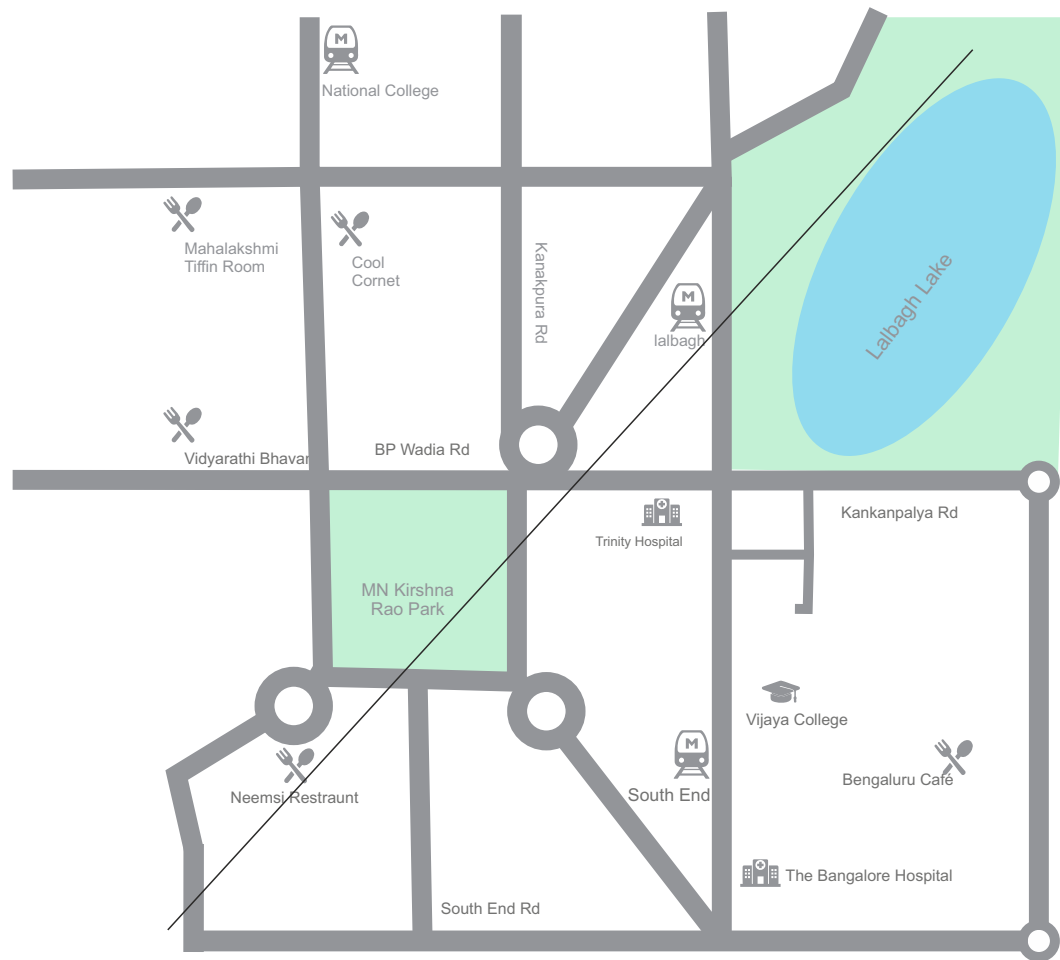 M
National College
Mahalakshmi
Tiffin Room
Cool
Cornet
Kanakpura Rd
M
lalbagh
Lalbagh Lake
Vidyarathi Bhavan
BP Wadia Rd
Kankanpalya Rd
Trinity Hospital
MN Kirshna
Rao Park
Vijaya College
M
South End
Bengaluru Café
Neemsi Restraunt
The Bangalore Hospital
South End Rd